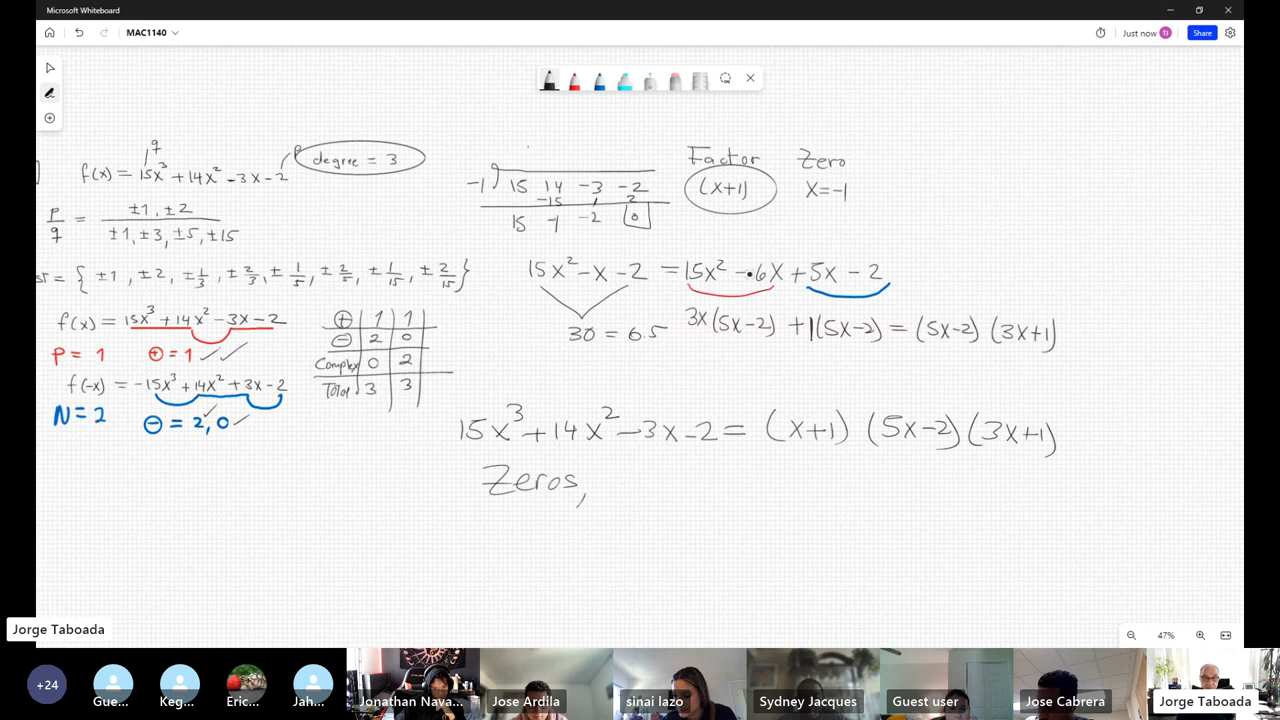 Microsoft Whiteboard
MAC1140
Just now TJ Share
q
f(x) = 15x³ + 14x² - 3x - 2
p
degree = 3
p/q = ±1, ±2 / ±1, ±3, ±5, ±15
= { ±1, ±2, ±1/3, ±2/3, ±1/5, ±2/5, ±1/15, ±2/15 }
f(x) = 15x³ + 14x² - 3x - 2
P = 1 ⊕ = 1 ✓✓
f(-x) = -15x³ + 14x² + 3x - 2
N = 2 ⊖ = 2, 0
⊕ 1 1
⊖ 2 0
Complex 0 2
Total 3 3
-1 15 14 -3 -2
-15 1 2
15 -1 -2 0
Factor Zero
(x+1) x = -1
15x² - x - 2 = 15x² - 6x + 5x - 2
30 = 6.5
3x(5x-2) + 1(5x-2) = (5x-2) (3x+1)
15x³ + 14x² - 3x - 2 = (x+1) (5x-2) (3x+1)
Zeros,
47%
Jorge Taboada
+24
Gue...
Keg...
Eric...
Jah...
Jonathan Nava...
Jose Ardila
sinai lazo
Sydney Jacques
Guest user
Jose Cabrera
Jorge Taboada